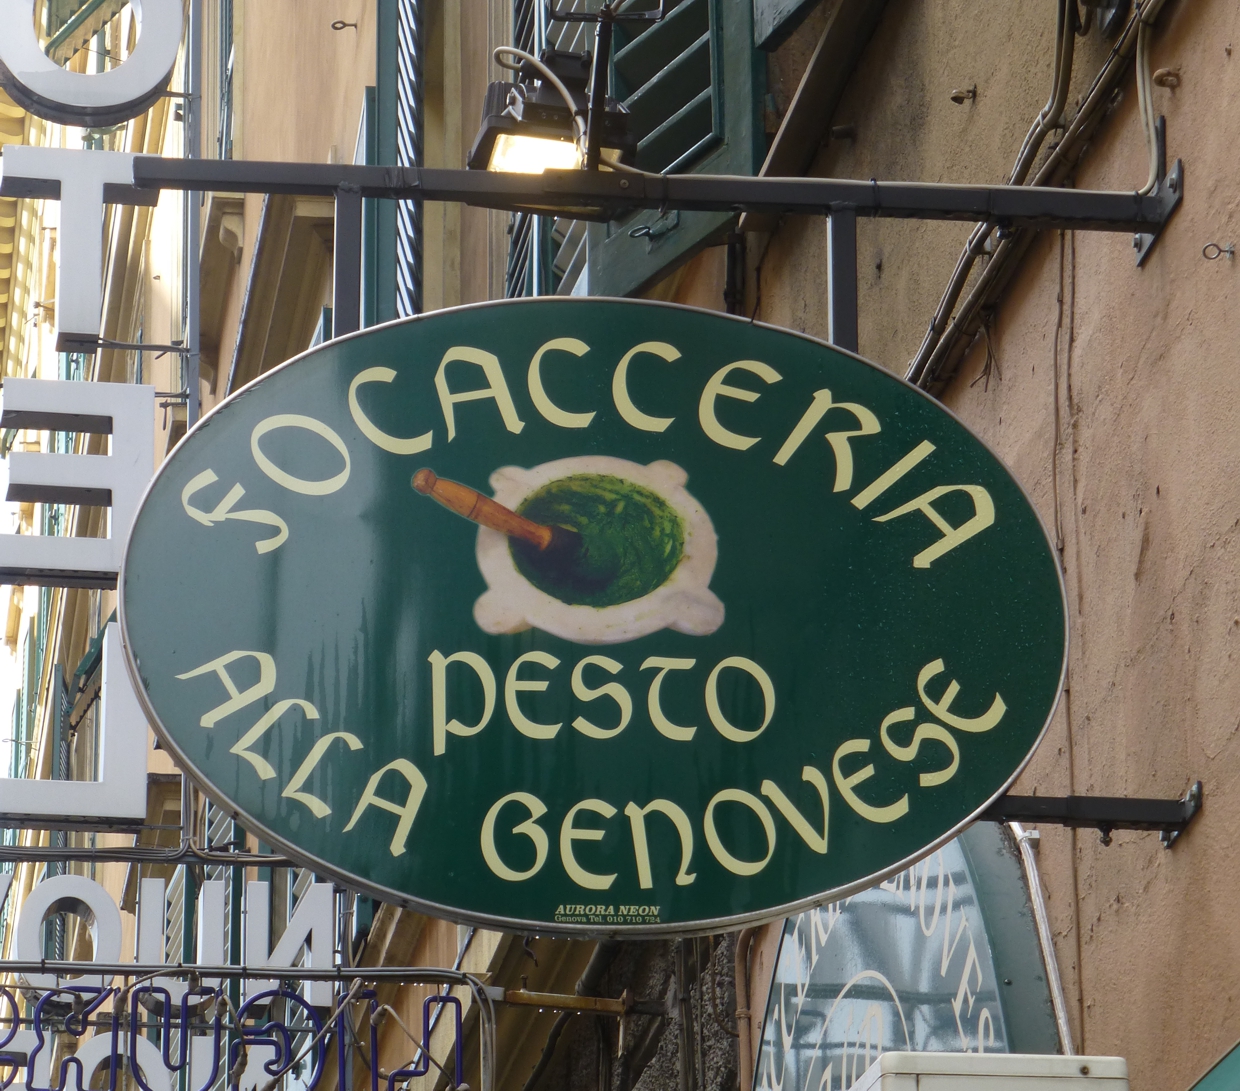 FOCACCERIA
PESTO
ALLA GENOVESE
AURORA NEON
Genova Tel. 010 710 724